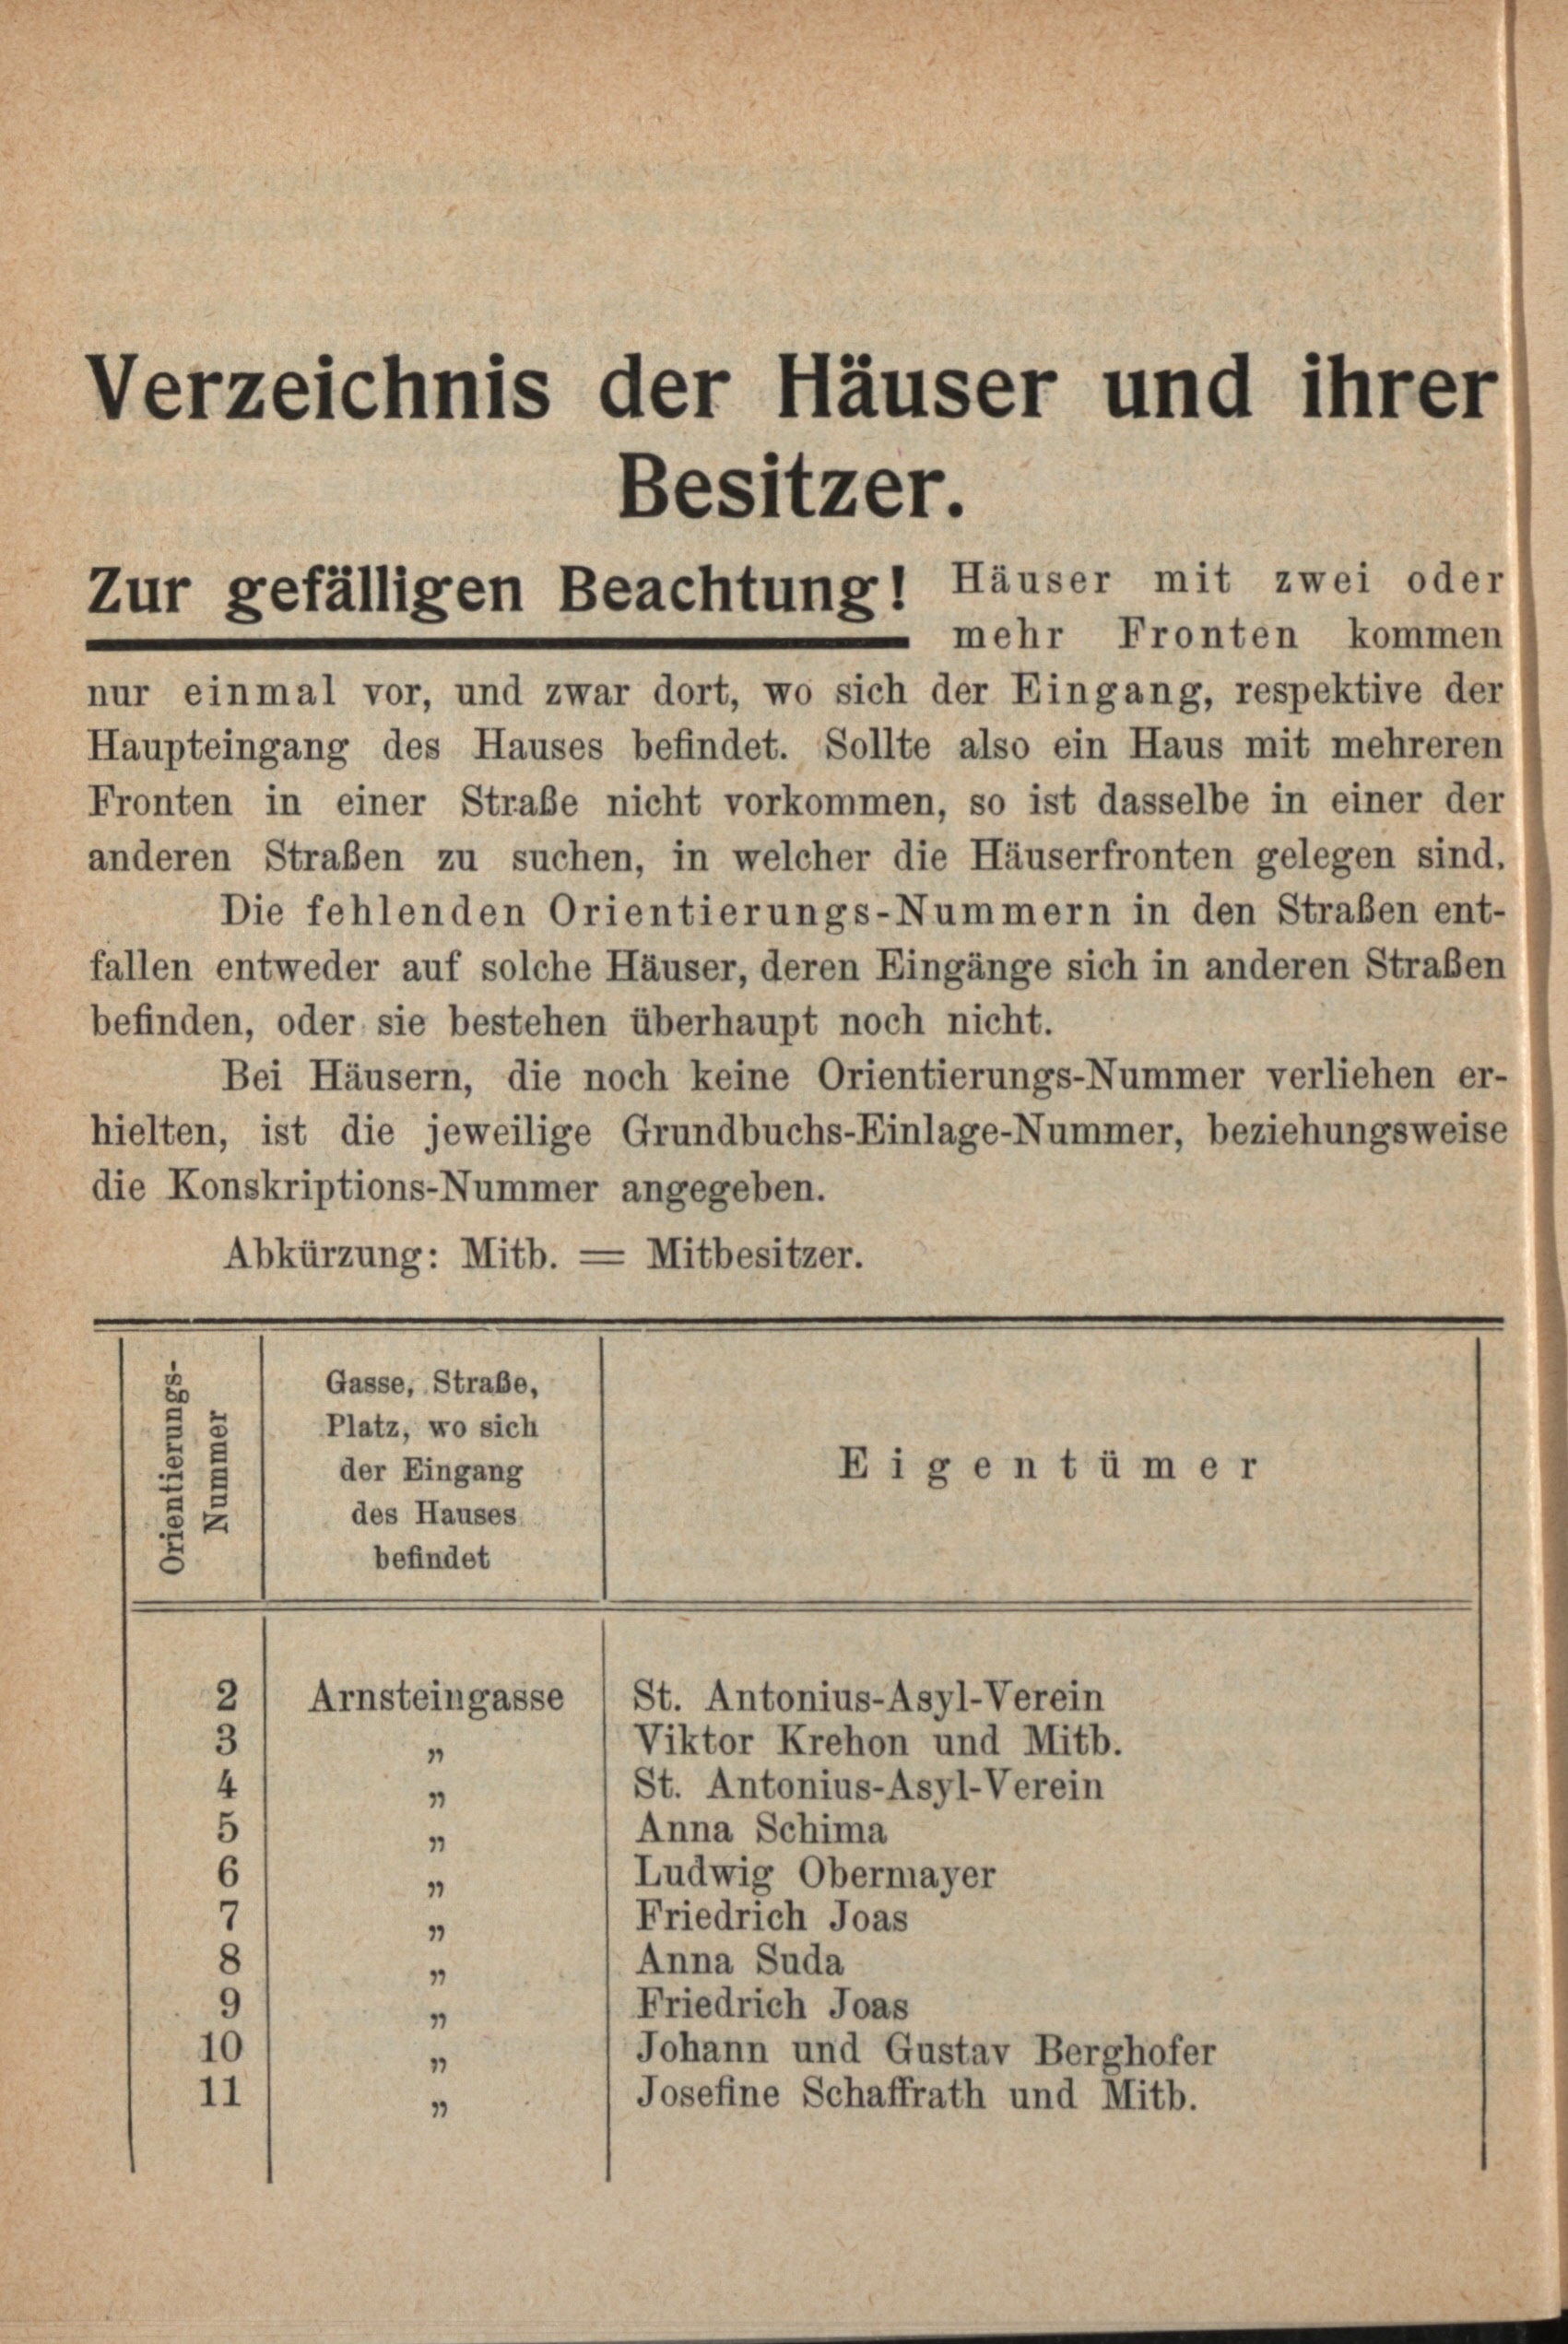 Verzeichnis der Häuser und ihrer
Besitzer.
Zur gefälligen Beachtung! Häuser mit zwei oder
mehr Fronten kommen
nur einmal vor, und zwar dort, wo sich der Eingang, respektive der
Haupteingang des Hauses befindet. Sollte also ein Haus mit mehreren
Fronten in einer Straße nicht vorkommen, so ist dasselbe in einer der
anderen Straßen zu suchen, in welcher die Häuserfronten gelegen sind.
Die fehlenden Orientierungs-Nummern in den Straßen ent-
fallen entweder auf solche Häuser, deren Eingänge sich in anderen Straßen
befinden, oder sie bestehen überhaupt noch nicht.
Bei Häusern, die noch keine Orientierungs-Nummer verliehen er-
hielten, ist die jeweilige Grundbuchs-Einlage-Nummer, beziehungsweise
die Konskriptions-Nummer angegeben.
Abkürzung: Mitb. = Mitbesitzer.
Orientierungs-
Nummer
Gasse, Straße,
Platz, wo sich
der Eingang
des Hauses
befindet
Eigentümer
2 Arnsteingasse St. Antonius-Asyl-Verein
3 „ Viktor Krehon und Mitb.
4 „ St. Antonius-Asyl-Verein
5 „ Anna Schima
6 „ Ludwig Obermayer
7 „ Friedrich Joas
8 „ Anna Suda
9 „ Friedrich Joas
10 „ Johann und Gustav Berghofer
11 „ Josefine Schaffrath und Mitb.